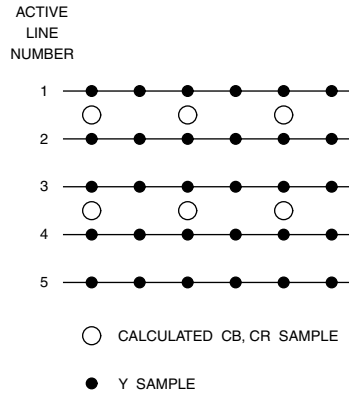 ACTIVE
LINE
NUMBER
1
2
3
4
5
CALCULATED CB, CR SAMPLE
Y SAMPLE